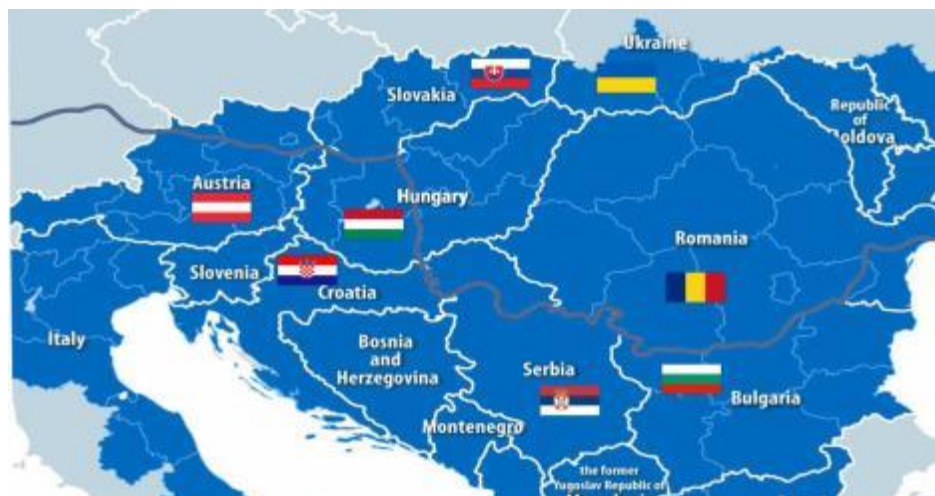 Ukraine
Slovakia
Republic
of
Moldova
Austria
Hungary
Romania
Slovenia
Croatia
Italy
Bosnia
and
Herzegovina
Serbia
Bulgaria
Montenegro
the former
Yugoslav Republic of